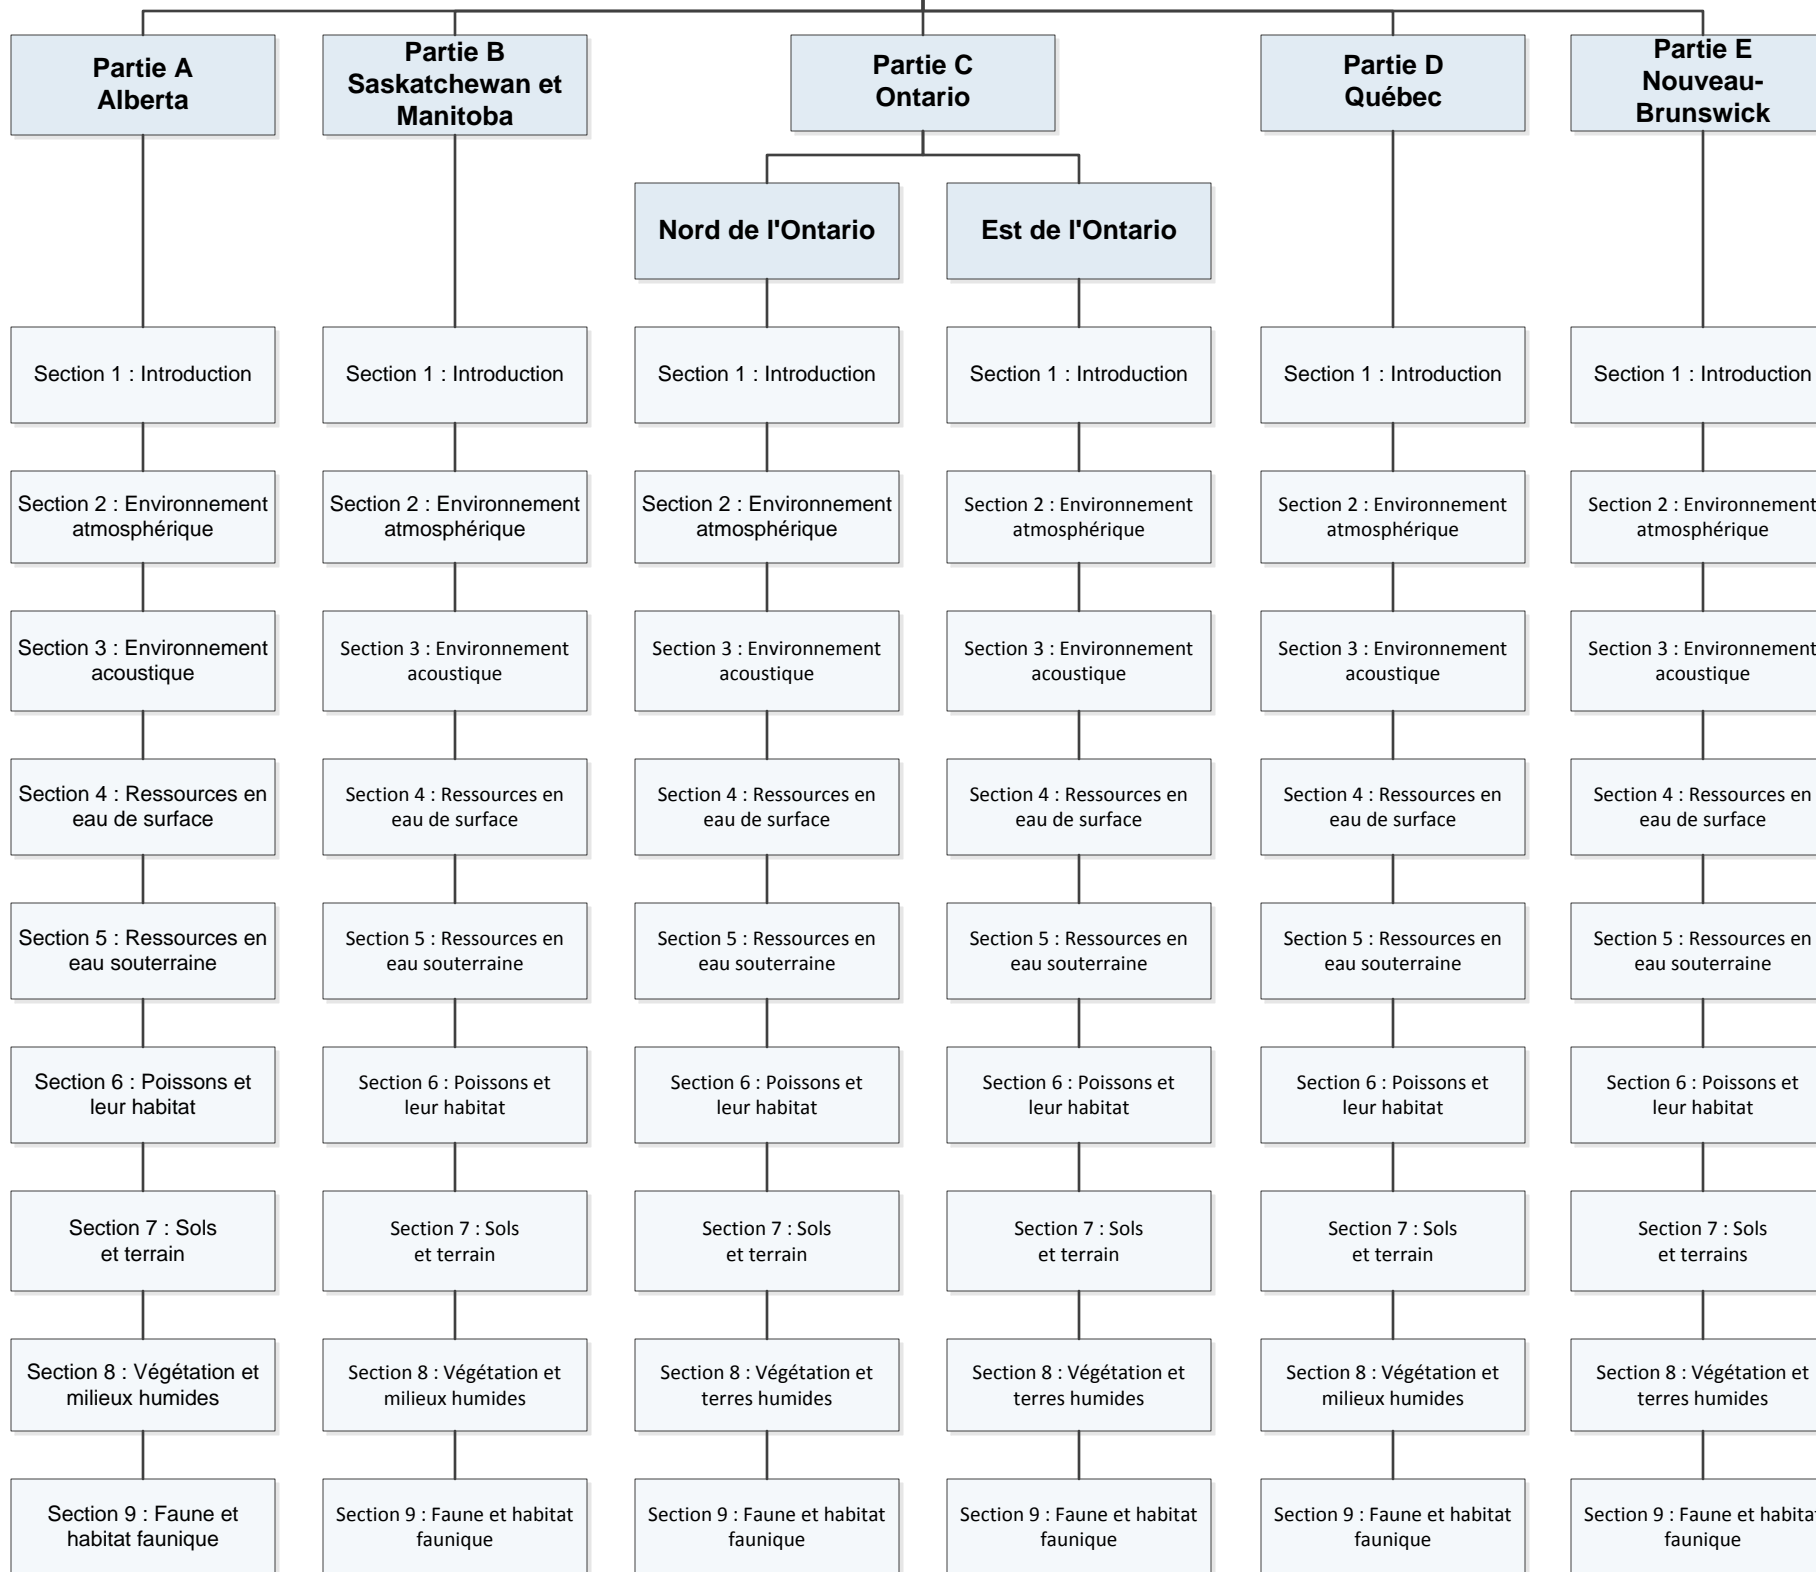 Partie A
Alberta
Partie B
Saskatchewan et
Manitoba
Partie C
Ontario
Partie D
Québec
Partie E
Nouveau-
Brunswick
Nord de l'Ontario
Est de l'Ontario
Section 1 : Introduction
Section 1 : Introduction
Section 1 : Introduction
Section 1 : Introduction
Section 1 : Introduction
Section 1 : Introduction
Section 2 : Environnement
atmosphérique
Section 2 : Environnement
atmosphérique
Section 2 : Environnement
atmosphérique
Section 2 : Environnement
atmosphérique
Section 2 : Environnement
atmosphérique
Section 2 : Environnement
atmosphérique
Section 3 : Environnement
acoustique
Section 3 : Environnement
acoustique
Section 3 : Environnement
acoustique
Section 3 : Environnement
acoustique
Section 3 : Environnement
acoustique
Section 3 : Environnement
acoustique
Section 4 : Ressources en
eau de surface
Section 4 : Ressources en
eau de surface
Section 4 : Ressources en
eau de surface
Section 4 : Ressources en
eau de surface
Section 4 : Ressources en
eau de surface
Section 4 : Ressources en
eau de surface
Section 5 : Ressources en
eau souterraine
Section 5 : Ressources en
eau souterraine
Section 5 : Ressources en
eau souterraine
Section 5 : Ressources en
eau souterraine
Section 5 : Ressources en
eau souterraine
Section 5 : Ressources en
eau souterraine
Section 6 : Poissons et
leur habitat
Section 6 : Poissons et
leur habitat
Section 6 : Poissons et
leur habitat
Section 6 : Poissons et
leur habitat
Section 6 : Poissons et
leur habitat
Section 6 : Poissons et
leur habitat
Section 7 : Sols
et terrain
Section 7 : Sols
et terrain
Section 7 : Sols
et terrain
Section 7 : Sols
et terrain
Section 7 : Sols
et terrain
Section 7 : Sols
et terrains
Section 8 : Végétation et
milieux humides
Section 8 : Végétation et
milieux humides
Section 8 : Végétation et
terres humides
Section 8 : Végétation et
terres humides
Section 8 : Végétation et
milieux humides
Section 8 : Végétation et
terres humides
Section 9 : Faune et
habitat faunique
Section 9 : Faune et habitat
faunique
Section 9 : Faune et habitat
faunique
Section 9 : Faune et habitat
faunique
Section 9 : Faune et habitat
faunique
Section 9 : Faune et habitat
faunique